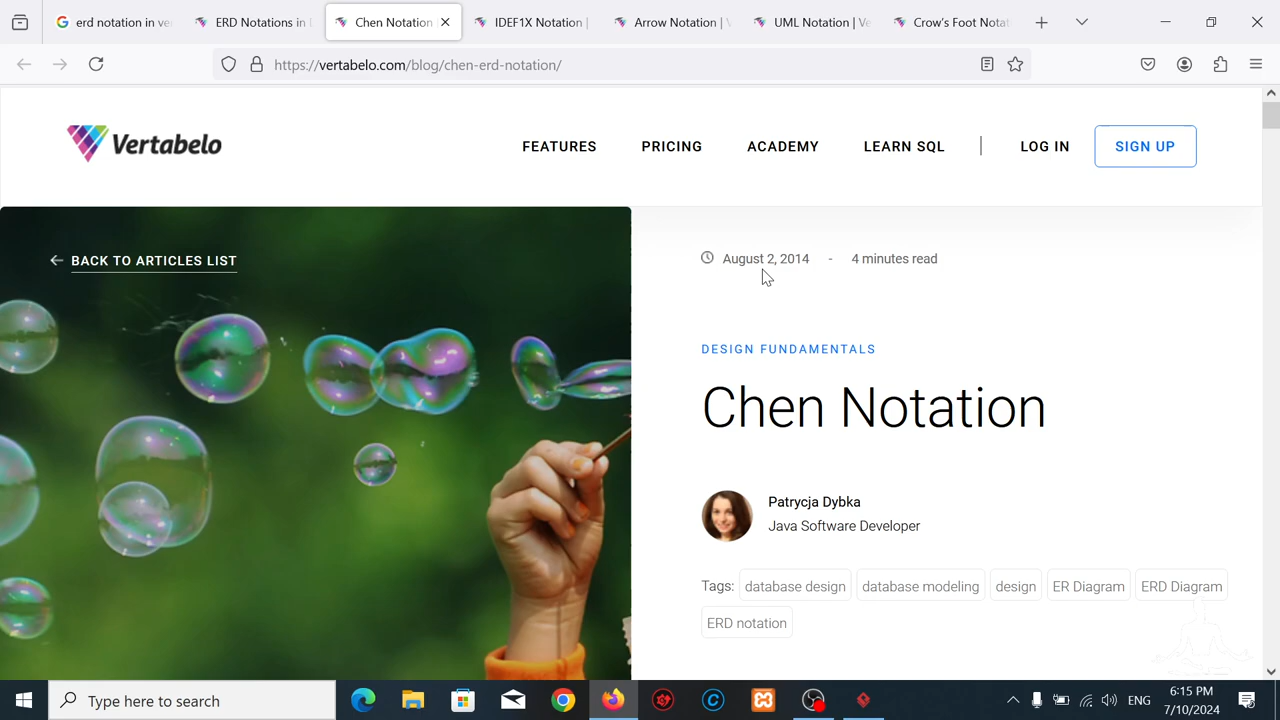 erd notation in ve
ERD Notations in
Chen Notation
IDEF1X Notation |
Arrow Notation | V
UML Notation | Ve
Crow's Foot Notat
https://vertabelo.com/blog/chen-erd-notation/
Vertabelo
FEATURES
PRICING
ACADEMY
LEARN SQL
LOG IN
SIGN UP
BACK TO ARTICLES LIST
August 2, 2014 - 4 minutes read
DESIGN FUNDAMENTALS
Chen Notation
Patrycja Dybka
Java Software Developer
Tags: database design database modeling design ER Diagram ERD Diagram
ERD notation
Type here to search
ENG
6:15 PM
7/10/2024